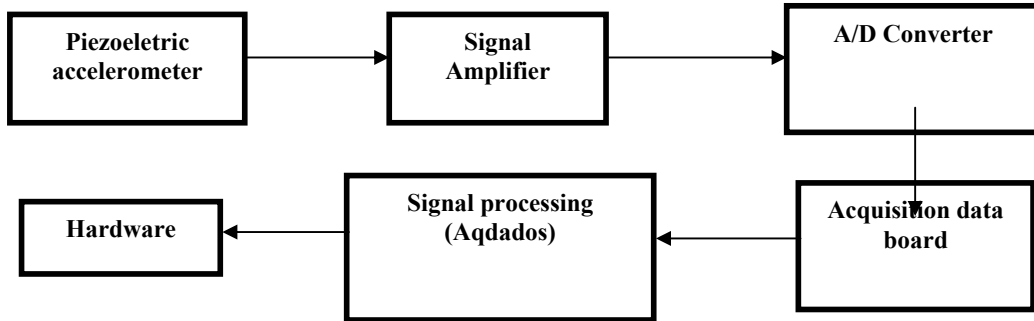 Piezoeletric
accelerometer
Signal
Amplifier
A/D Converter
Acquisition data
board
Signal processing
(Aqdados)
Hardware